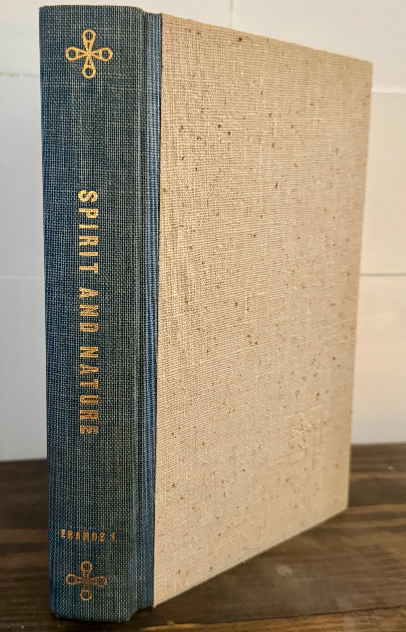 SPIRIT AND NATURE
ERANOS 1